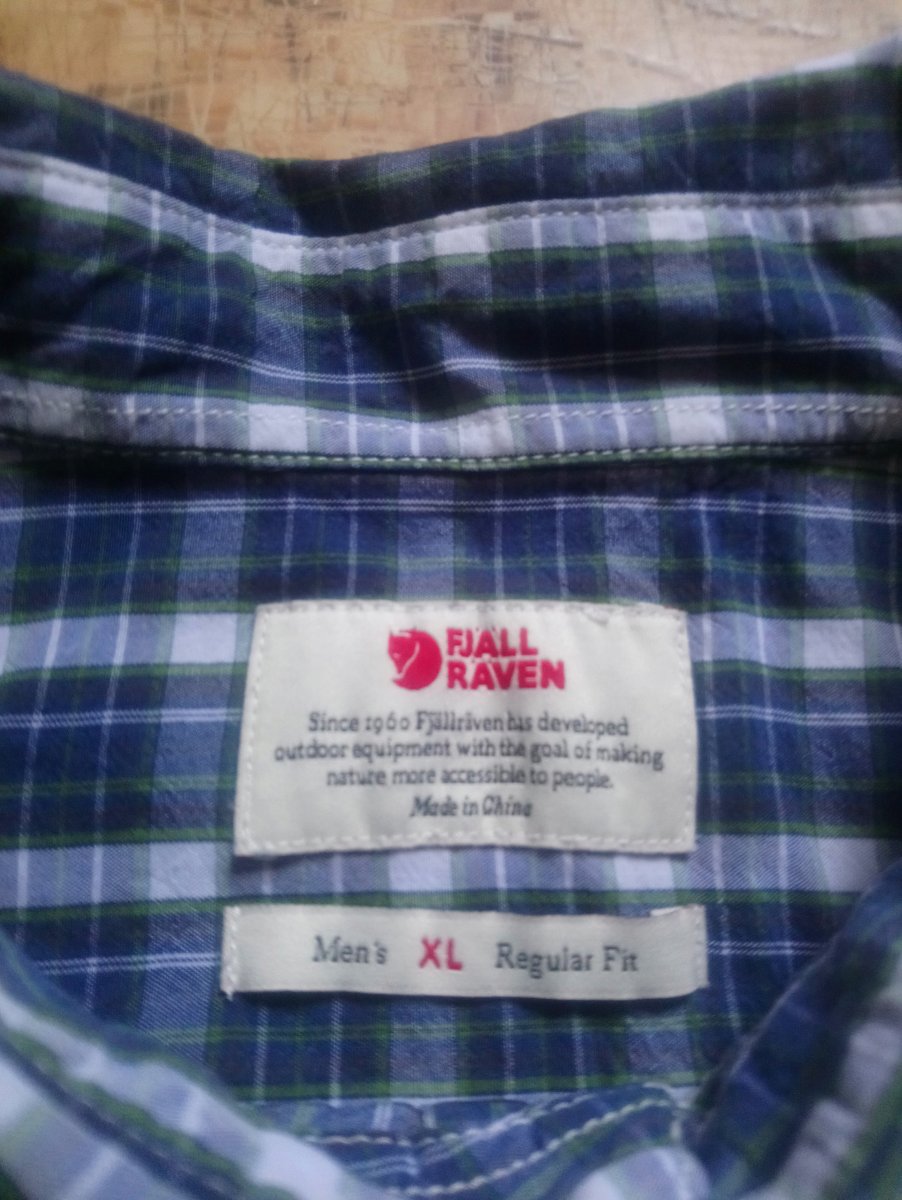 FJÄLL
RÄVEN
Since 1960 Fjällräven has developed
outdoor equipment with the goal of making
nature more accessible to people.
Made in China
Men's XL Regular Fit